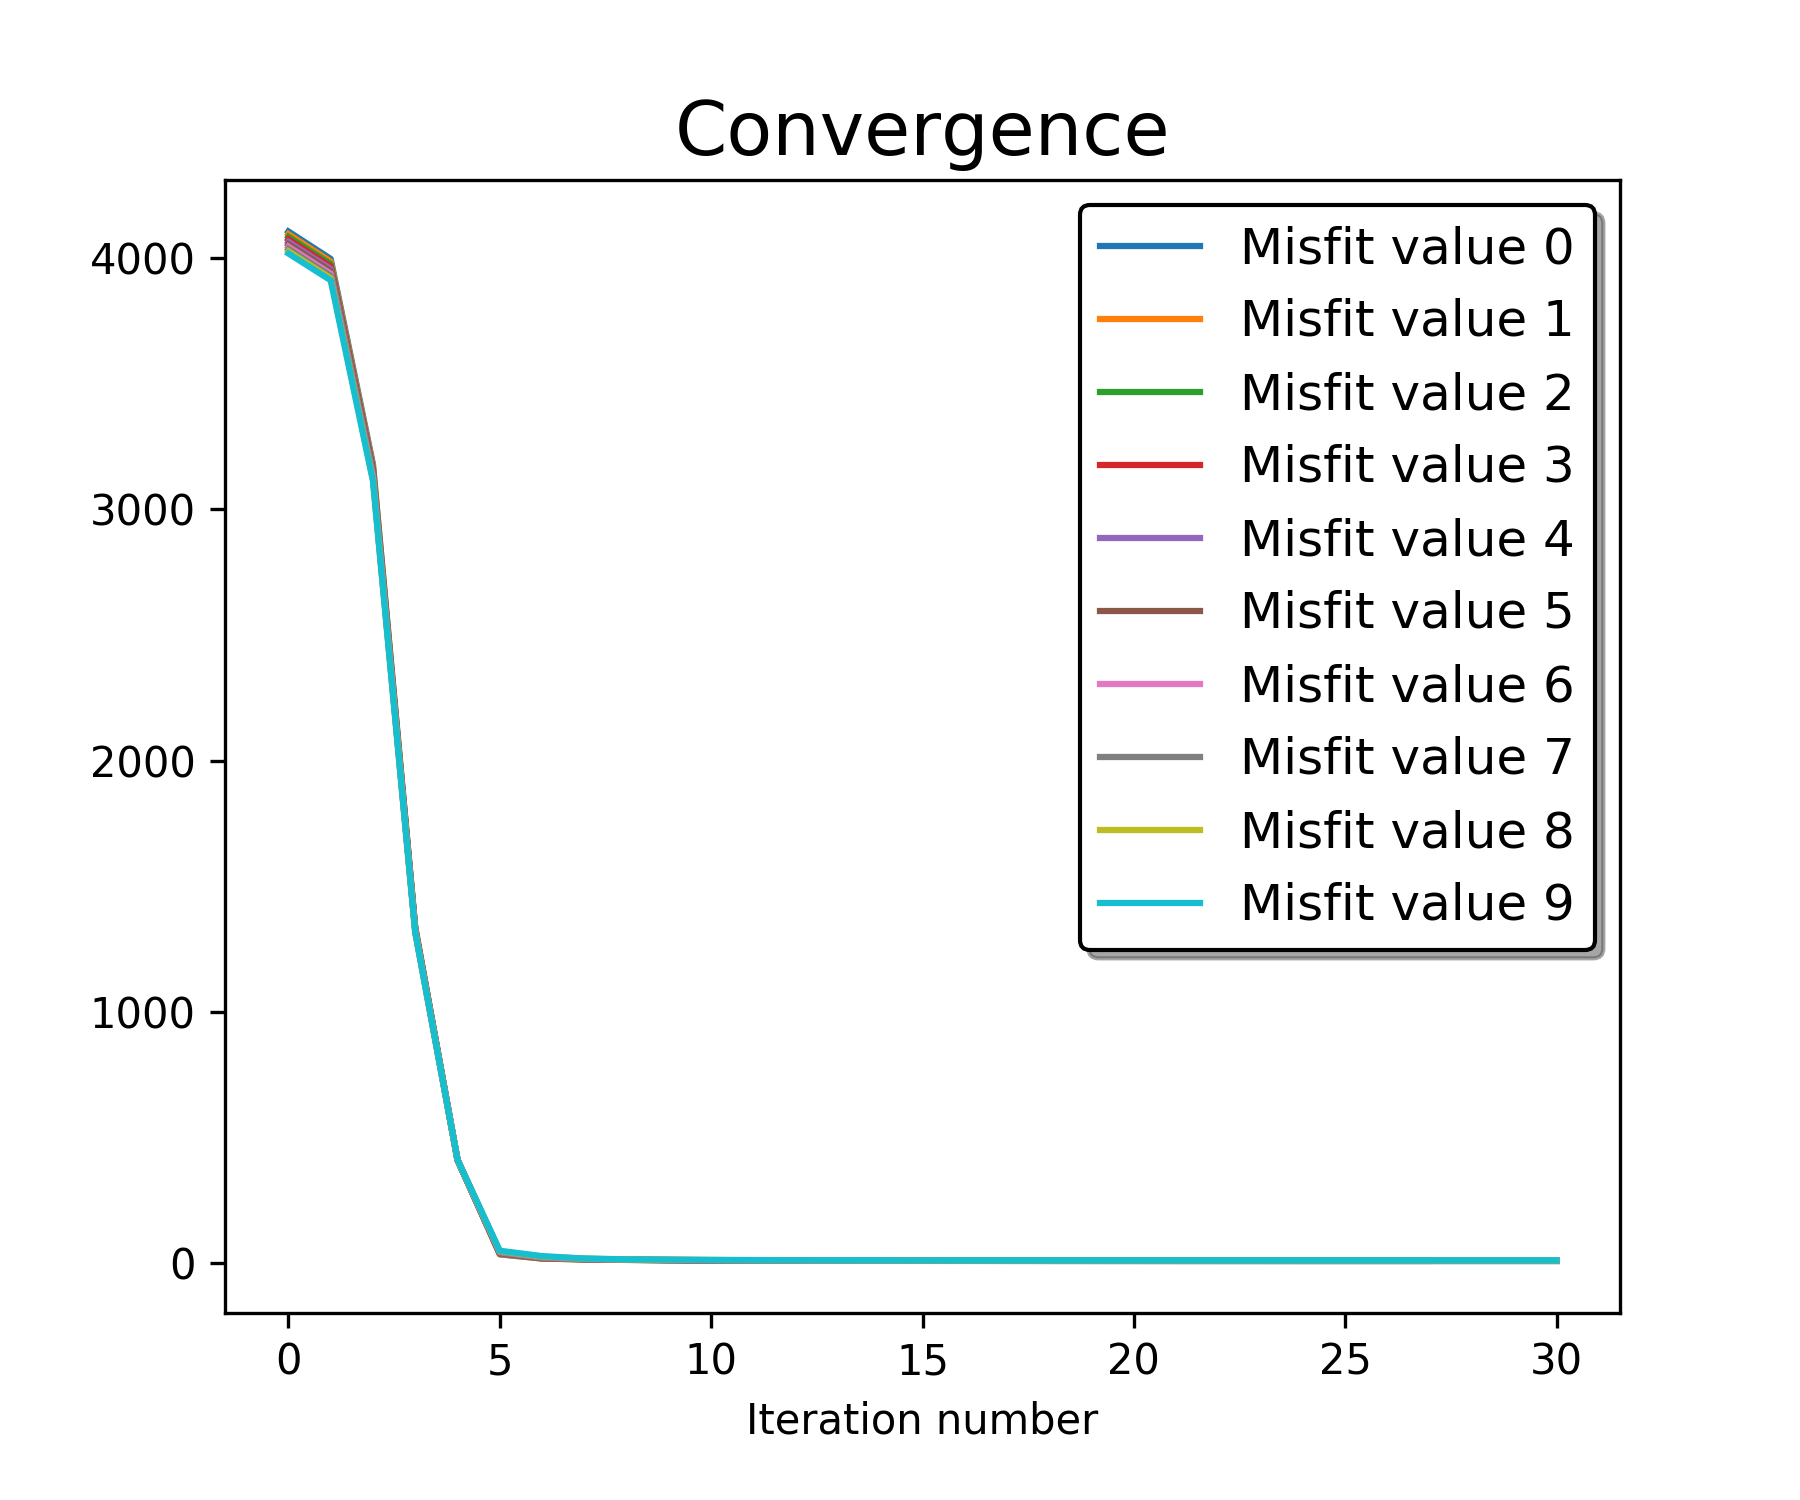 Convergence
4000
3000
2000
1000
0
Misfit value 0
Misfit value 1
Misfit value 2
Misfit value 3
Misfit value 4
Misfit value 5
Misfit value 6
Misfit value 7
Misfit value 8
Misfit value 9
0 5 10 15 20 25 30
Iteration number